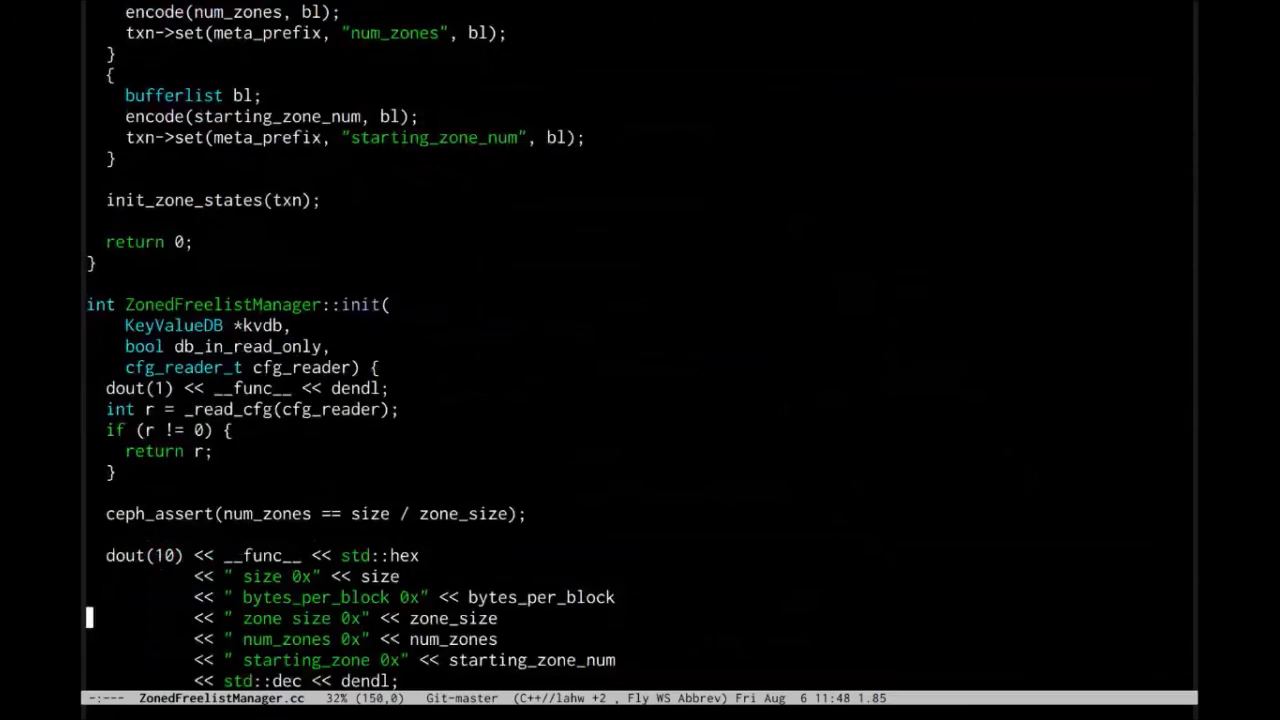 encode(num_zones, bl);
txn->set(meta_prefix, "num_zones", bl);
}
{
bufferlist bl;
encode(starting_zone_num, bl);
txn->set(meta_prefix, "starting_zone_num", bl);
}
init_zone_states(txn);
return 0;
}
int ZonedFreelistManager::init(
KeyValueDB *kvdb,
bool db_in_read_only,
cfg_reader_t cfg_reader) {
dout(1) << __func__ << dendl;
int r = _read_cfg(cfg_reader);
if (r != 0) {
return r;
}
ceph_assert(num_zones == size / zone_size);
dout(10) << __func__ << std::hex
<< " size 0x" << size
<< " bytes_per_block 0x" << bytes_per_block
<< " zone size 0x" << zone_size
<< " num_zones 0x" << num_zones
<< " starting_zone 0x" << starting_zone_num
<< std::dec << dendl;
-:--- ZonedFreelistManager.cc 32% (150,0) Git-master (C++//lahw +2 , Fly WS Abbrev) Fri Aug 6 11:48 1.85